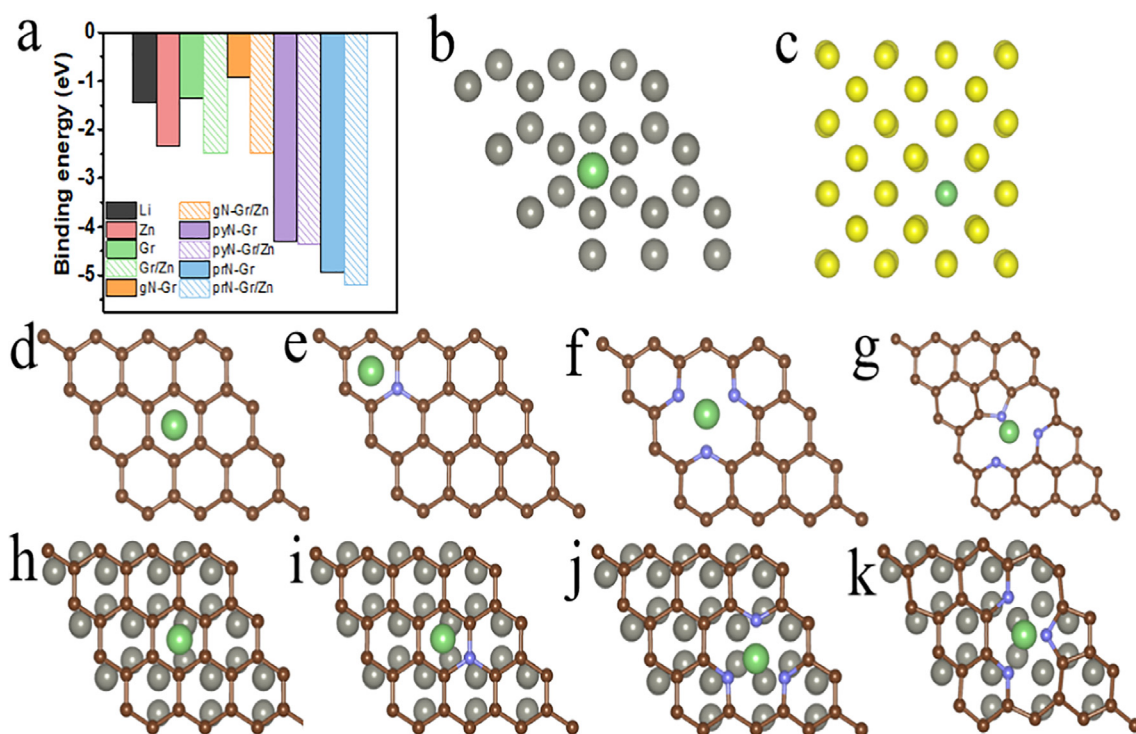 a
b
c
Binding energy (eV)
0
-1
-2
-3
-4
-5
Li
gN-Gr/Zn
Zn
pyN-Gr
Gr
pyN-Gr/Zn
Gr/Zn
prN-Gr
gN-Gr
prN-Gr/Zn
d
e
f
g
h
i
j
k